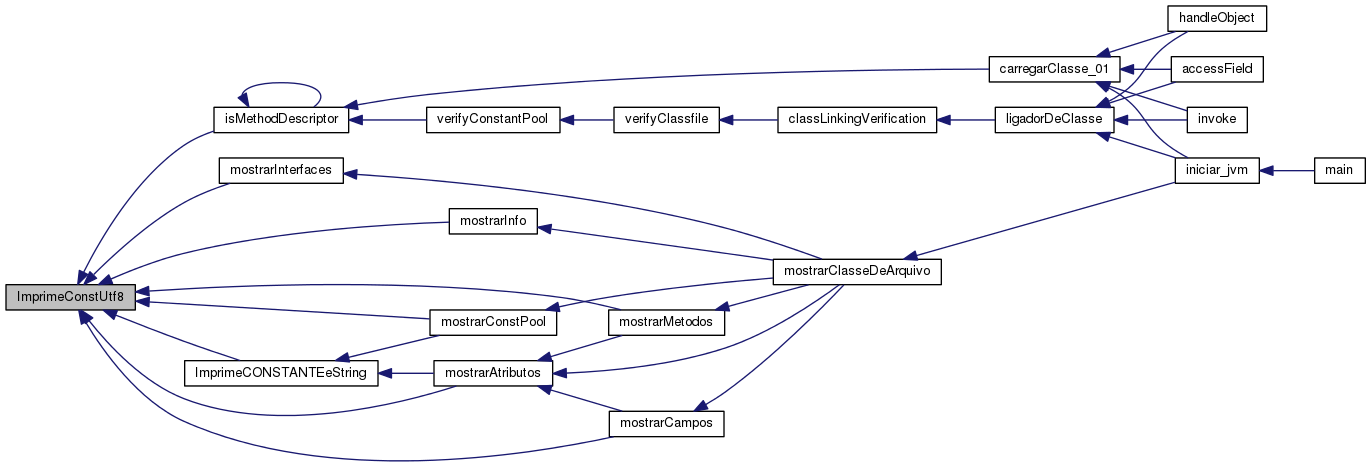 handleObject
carregarClasse_01
accessField
isMethodDescriptor
verifyConstantPool
verifyClassfile
classLinkingVerification
ligadorDeClasse
invoke
mostrarInterfaces
iniciar_jvm
main
mostrarInfo
mostrarClasseDeArquivo
ImprimeConstUtf8
mostrarConstPool
mostrarMetodos
ImprimeCONSTANTEeString
mostrarAtributos
mostrarCampos